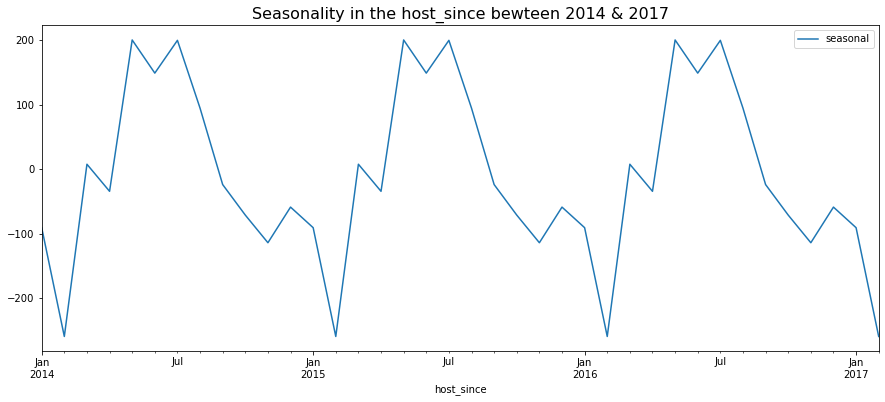 Seasonality in the host_since bewteen 2014 & 2017
seasonal
200
100
0
−100
−200
Jan
2014
Jul
Jan
2015
Jul
Jan
2016
Jul
Jan
2017
host_since